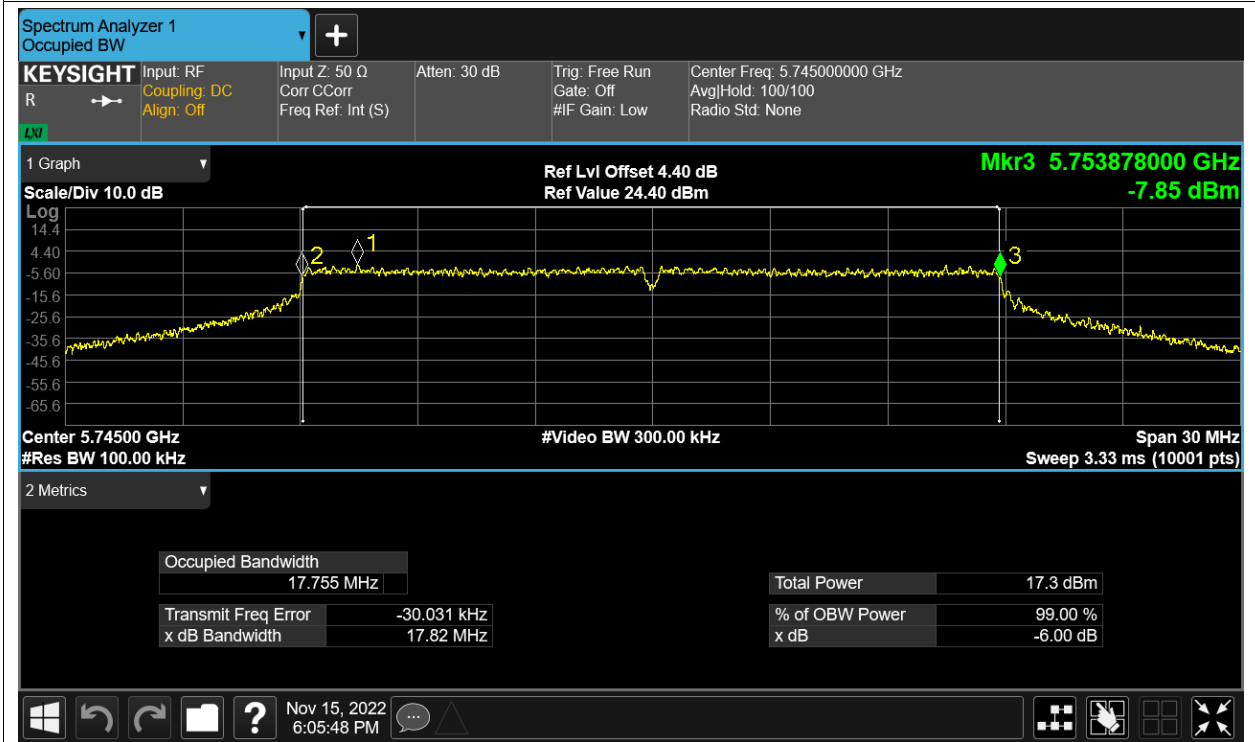 Spectrum Analyzer 1
Occupied BW
KEYSIGHT
R
LXI
Input: RF
Coupling: DC
Align: Off
Input Z: 50 Ω
Corr CCorr
Freq Ref: Int (S)
Atten: 30 dB
Trig: Free Run
Gate: Off
#IF Gain: Low
Center Freq: 5.745000000 GHz
Avg|Hold: 100/100
Radio Std: None
1 Graph
Scale/Div 10.0 dB
Ref Lvl Offset 4.40 dB
Ref Value 24.40 dBm
Mkr3 5.753878000 GHz
-7.85 dBm
Log
14.4
4.40
-5.60
-15.6
-25.6
-35.6
-45.6
-55.6
-65.6
2
1
3
Center 5.74500 GHz
#Res BW 100.00 kHz
#Video BW 300.00 kHz
Span 30 MHz
Sweep 3.33 ms (10001 pts)
2 Metrics
Occupied Bandwidth
17.755 MHz
Transmit Freq Error -30.031 kHz
x dB Bandwidth 17.82 MHz
Total Power 17.3 dBm
% of OBW Power 99.00 %
x dB -6.00 dB
?
Nov 15, 2022
6:05:48 PM